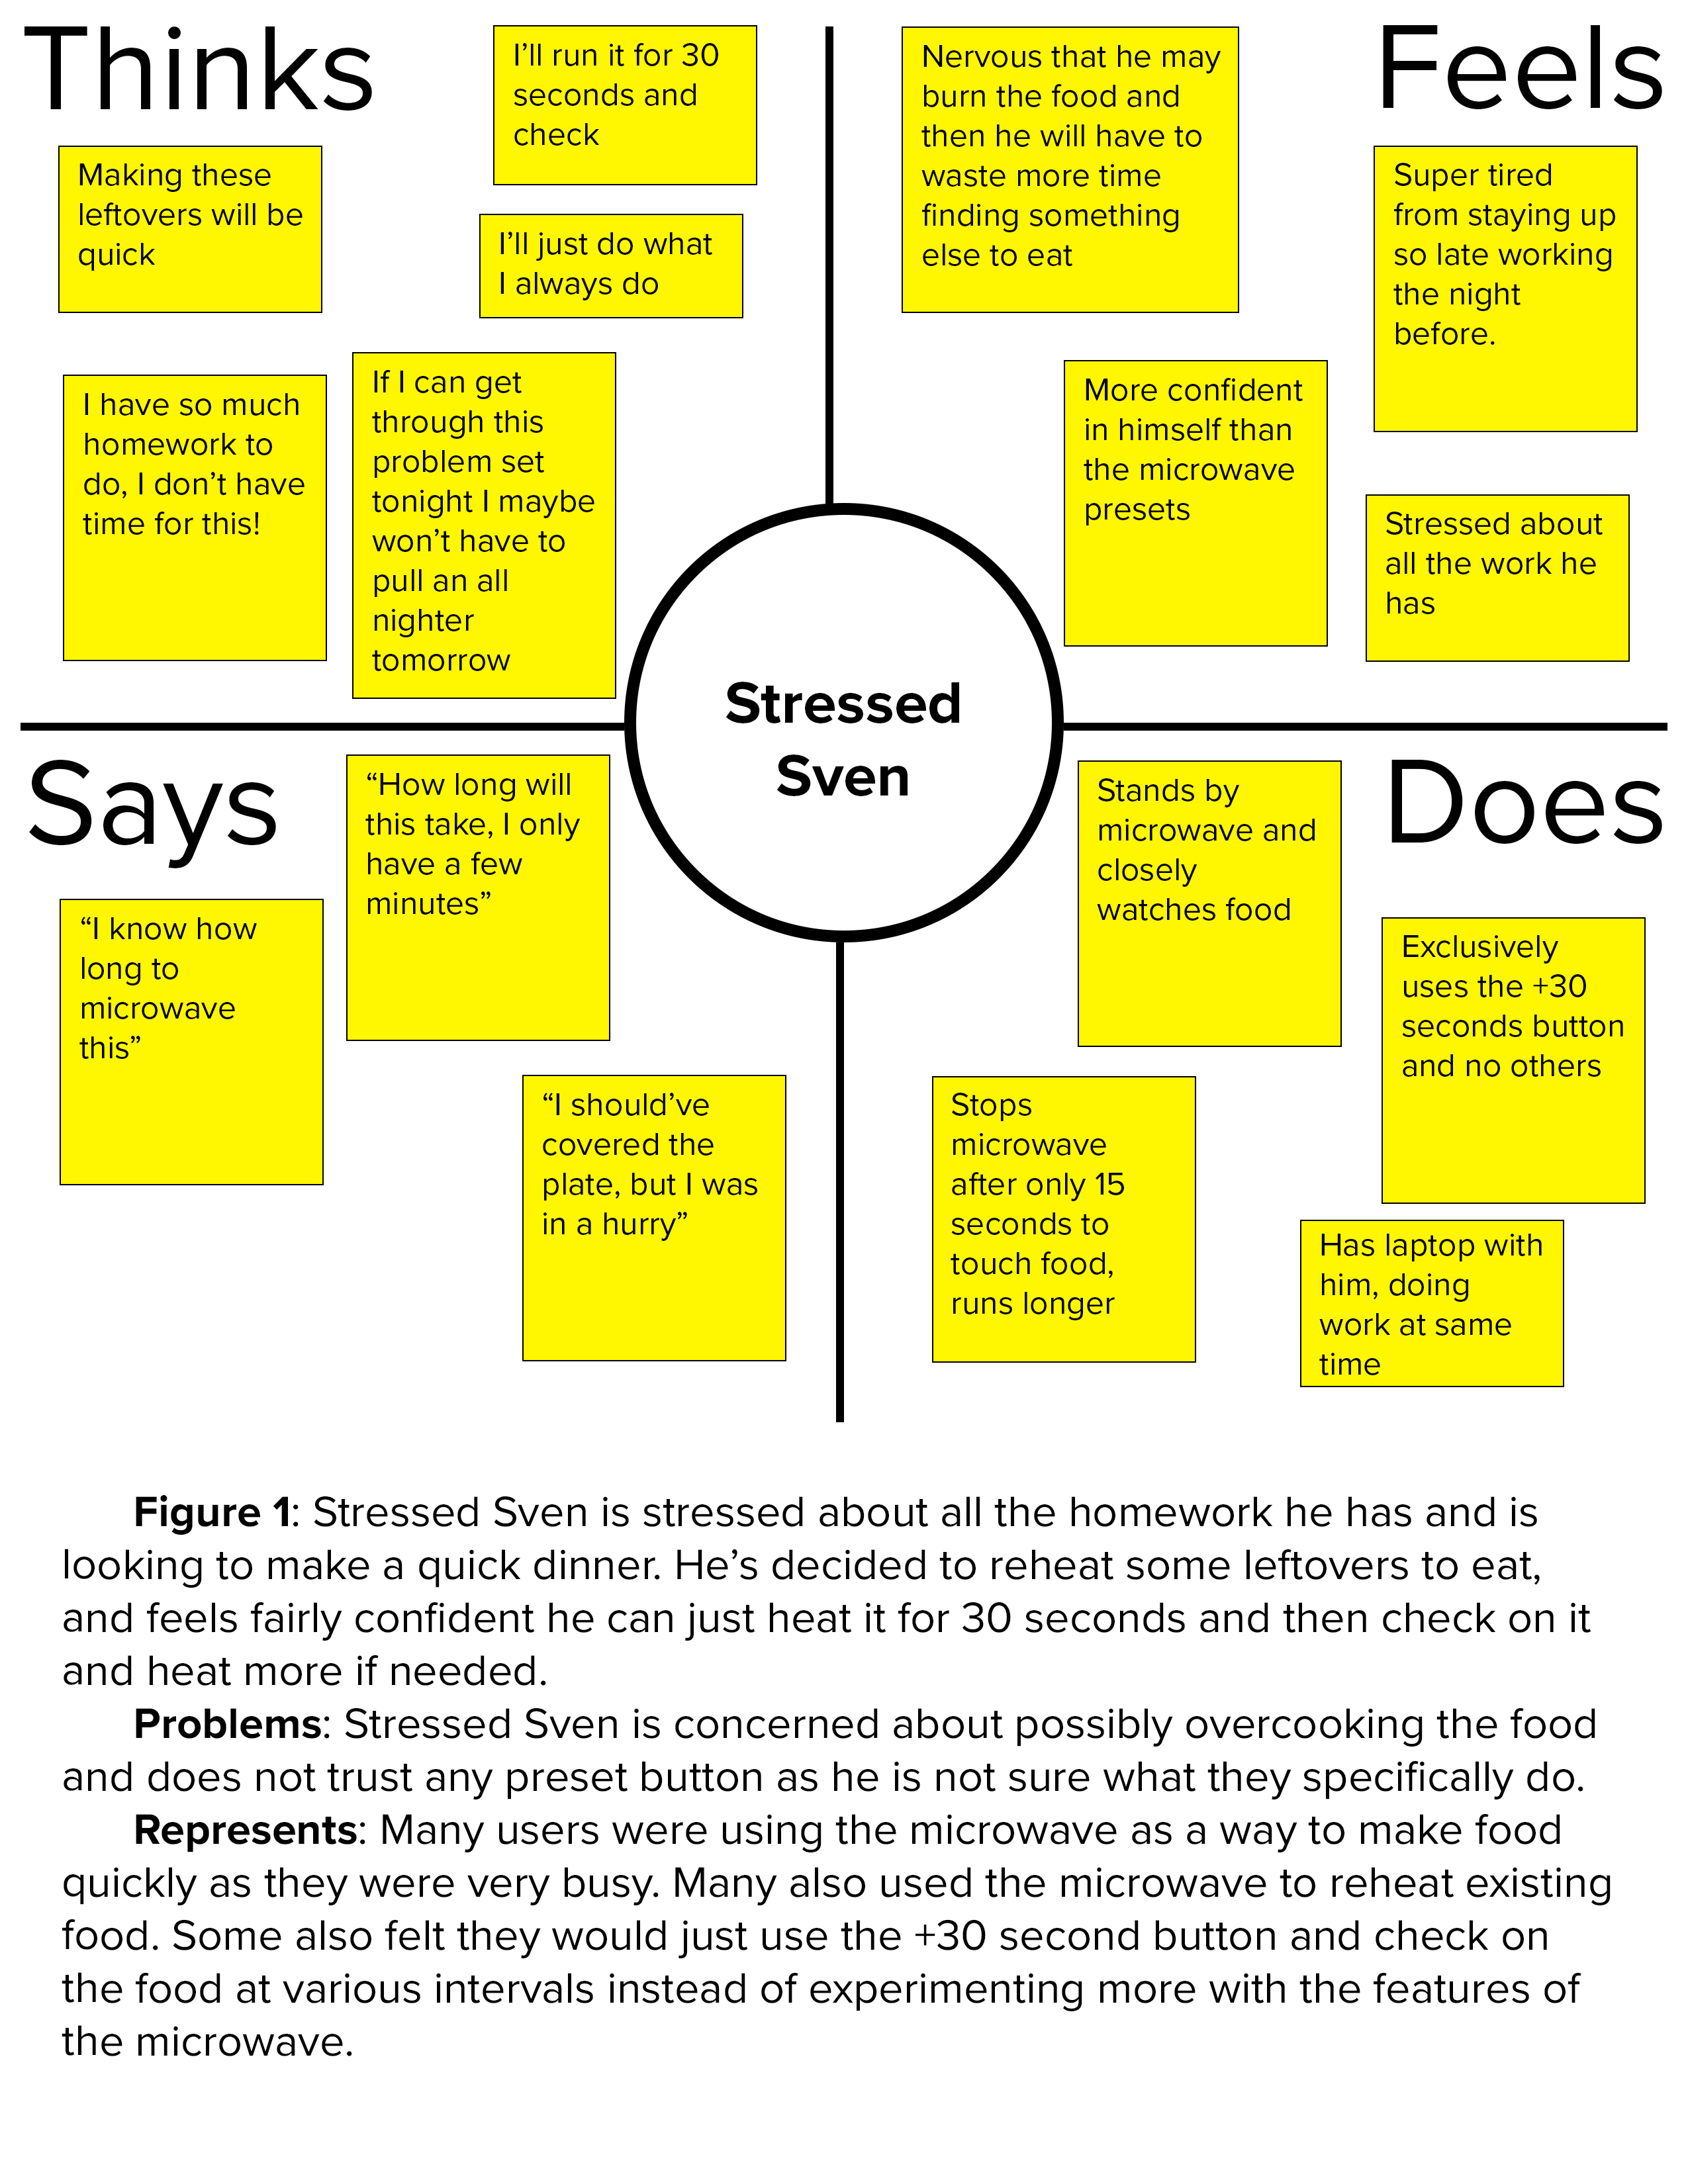 Thinks
I’ll run it for 30
seconds and
check
Making these
leftovers will be
quick
I’ll just do what
I always do
I have so much
homework to
do, I don’t have
time for this!
If I can get
through this
problem set
tonight I maybe
won’t have to
pull an all
nighter
tomorrow
Feels
Nervous that he may
burn the food and
then he will have to
waste more time
finding something
else to eat
Super tired
from staying up
so late working
the night
before.
More confident
in himself than
the microwave
presets
Stressed about
all the work he
has
Stressed
Sven
Says
“How long will
this take, I only
have a few
minutes”
“I know how
long to
microwave
this”
“I should’ve
covered the
plate, but I was
in a hurry”
Does
Stands by
microwave and
closely
watches food
Exclusively
uses the +30
seconds button
and no others
Stops
microwave
after only 15
seconds to
touch food,
runs longer
Has laptop with
him, doing
work at same
time
Figure 1: Stressed Sven is stressed about all the homework he has and is
looking to make a quick dinner. He’s decided to reheat some leftovers to eat,
and feels fairly confident he can just heat it for 30 seconds and then check on it
and heat more if needed.
Problems: Stressed Sven is concerned about possibly overcooking the food
and does not trust any preset button as he is not sure what they specifically do.
Represents: Many users were using the microwave as a way to make food
quickly as they were very busy. Many also used the microwave to reheat existing
food. Some also felt they would just use the +30 second button and check on
the food at various intervals instead of experimenting more with the features of
the microwave.